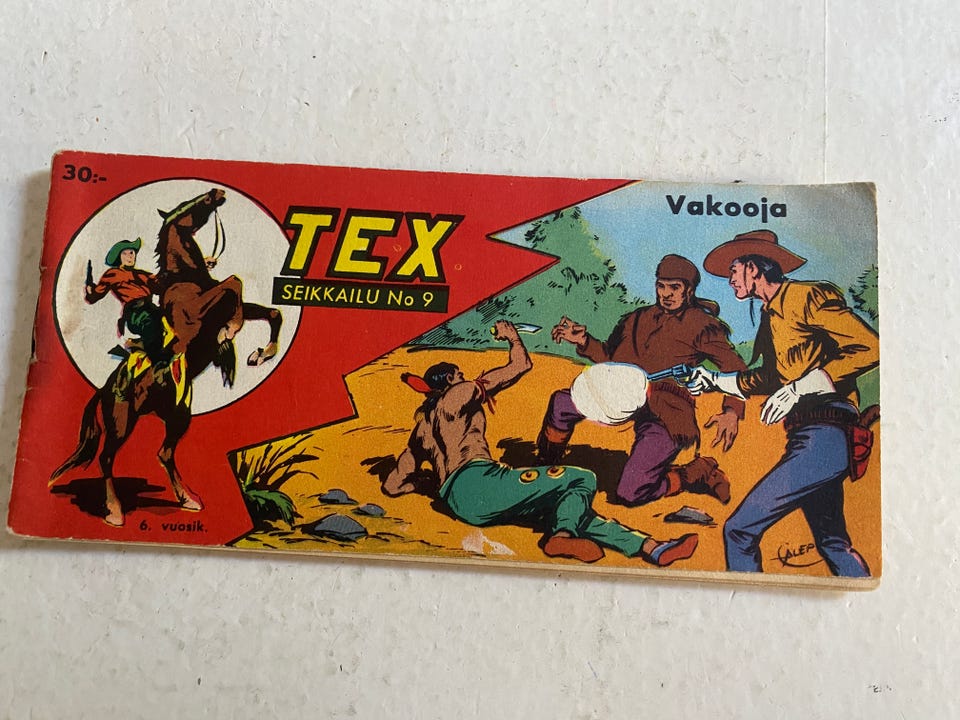 30:-
TEX
SEIKKAILU No 9
Vakooja
6. vuosik.
GALEP